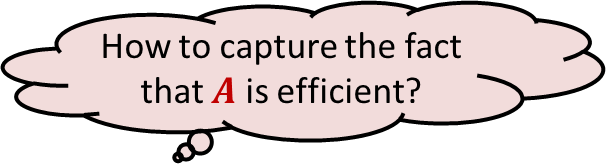 How to capture the fact
that A is efficient?